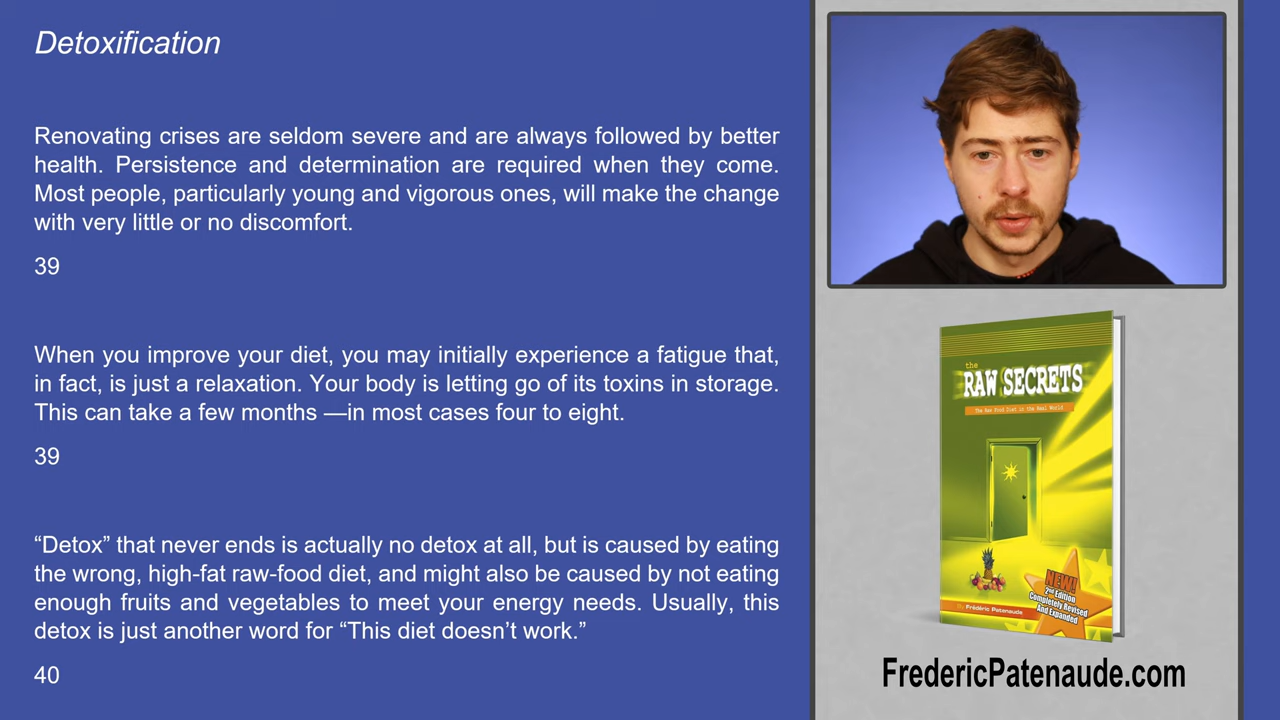 Detoxification
Renovating crises are seldom severe and are always followed by better
health. Persistence and determination are required when they come.
Most people, particularly young and vigorous ones, will make the change
with very little or no discomfort.
39
When you improve your diet, you may initially experience a fatigue that,
in fact, is just a relaxation. Your body is letting go of its toxins in storage.
This can take a few months —in most cases four to eight.
39
“Detox” that never ends is actually no detox at all, but is caused by eating
the wrong, high-fat raw-food diet, and might also be caused by not eating
enough fruits and vegetables to meet your energy needs. Usually, this
detox is just another word for “This diet doesn’t work.”
40
the
RAW SECRETS
The Raw Food Diet in the Real World
NEW!
2nd Edition
Completely Revised
And Expanded
By Frédéric Patenaude
FredericPatenaude.com